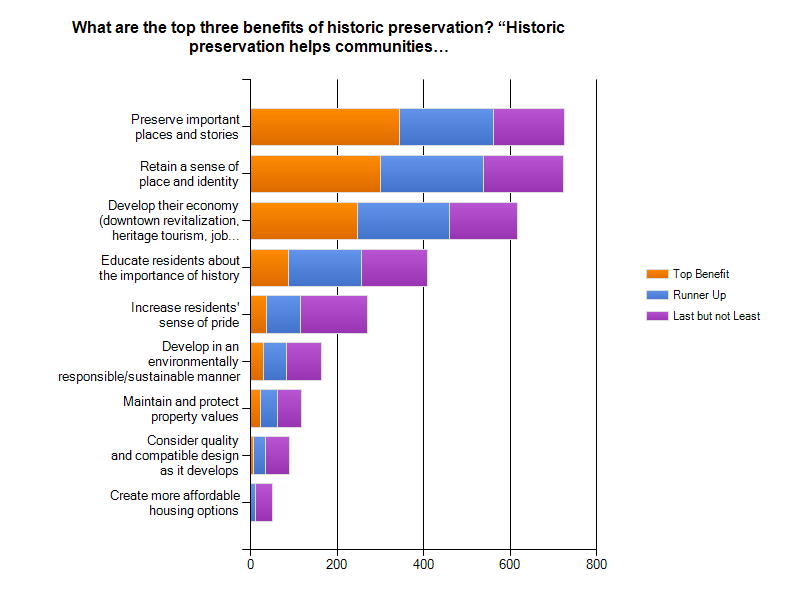 What are the top three benefits of historic preservation? “Historic
preservation helps communities…
Preserve important
places and stories
Retain a sense of
place and identity
Develop their economy
(downtown revitalization,
heritage tourism, job...
Educate residents about
the importance of history
Increase residents'
sense of pride
Develop in an
environmentally
responsible/sustainable manner
Maintain and protect
property values
Consider quality
and compatible design
as it develops
Create more affordable
housing options
0 200 400 600 800
Top Benefit
Runner Up
Last but not Least